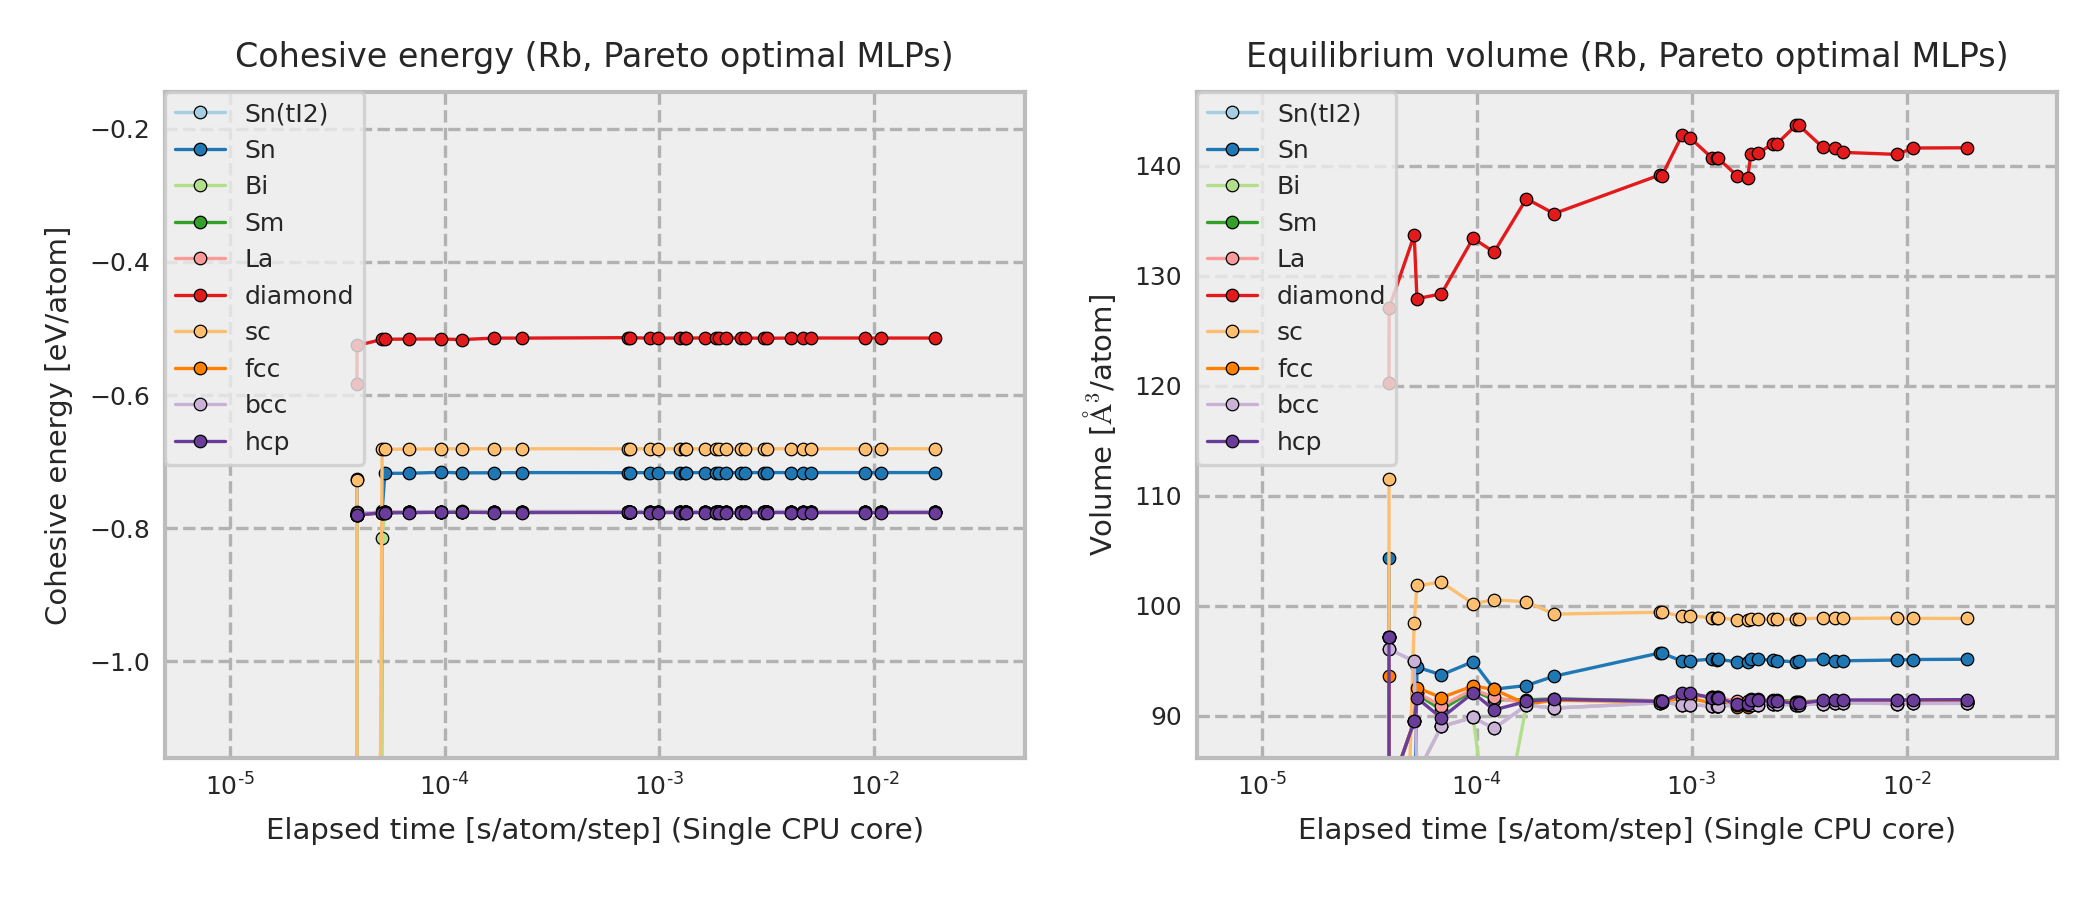 Cohesive energy (Rb, Pareto optimal MLPs)
Cohesive energy [eV/atom]
−0.2
−0.4
−0.6
−0.8
−1.0
Sn(tI2)
Sn
Bi
Sm
La
diamond
sc
fcc
bcc
hcp
10-5 10-4 10-3 10-2
Elapsed time [s/atom/step] (Single CPU core)
Equilibrium volume (Rb, Pareto optimal MLPs)
Volume [Å3/atom]
140
130
120
110
100
90
Sn(tI2)
Sn
Bi
Sm
La
diamond
sc
fcc
bcc
hcp
10-5 10-4 10-3 10-2
Elapsed time [s/atom/step] (Single CPU core)